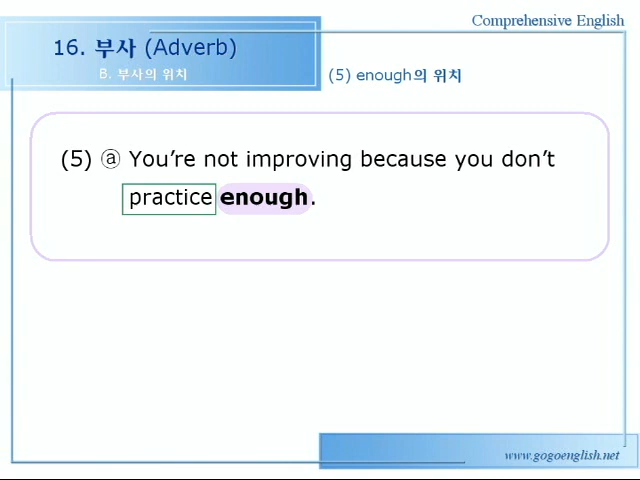 Comprehensive English
16. 부사 (Adverb)
B. 부사의 위치
(5) enough의 위치
(5) ⓐ You’re not improving because you don’t
practice enough.
www.gogoenglish.net